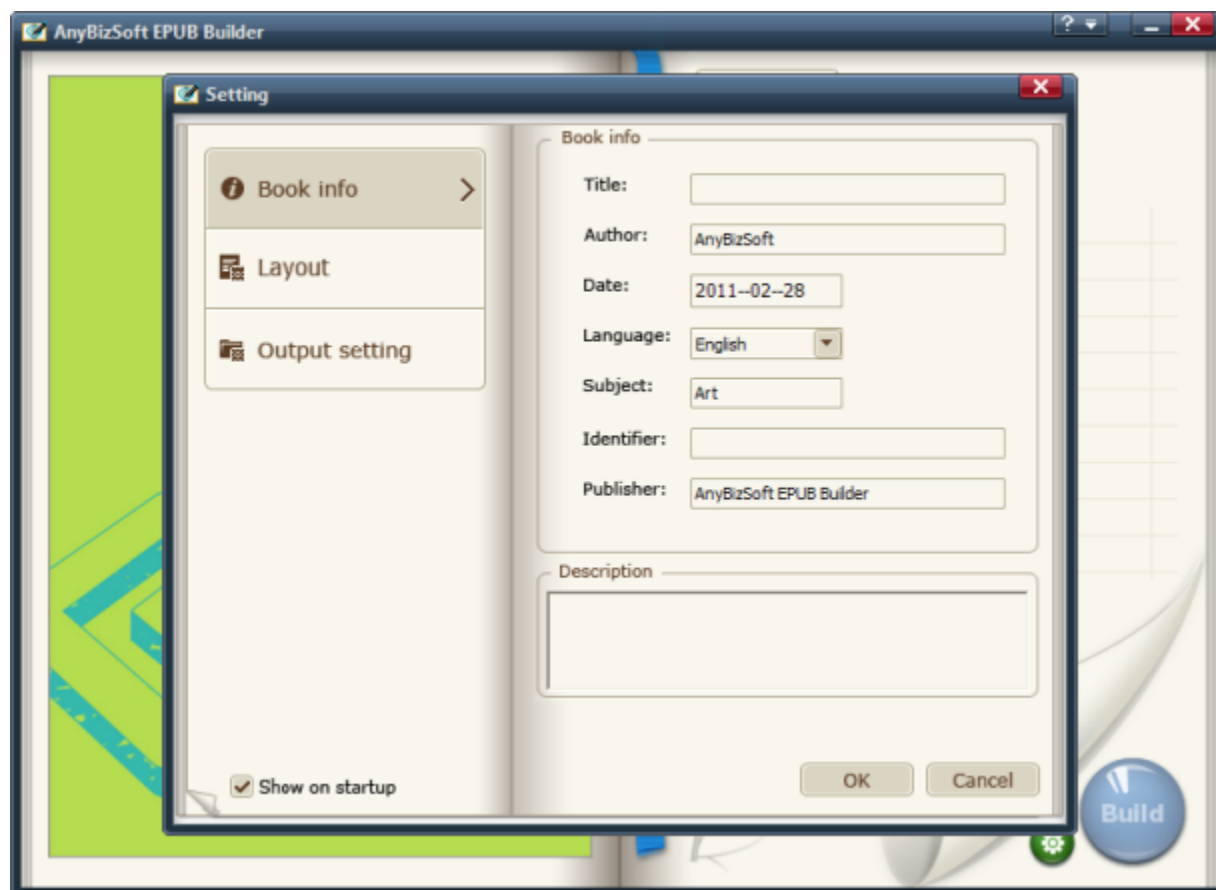 AnyBizSoft EPUB Builder
?
Setting
Book info
Layout
Output setting
Show on startup
Book info
Title:
Author: AnyBizSoft
Date: 2011--02--28
Language: English
Subject: Art
Identifier:
Publisher: AnyBizSoft EPUB Builder
Description
OK Cancel
Build